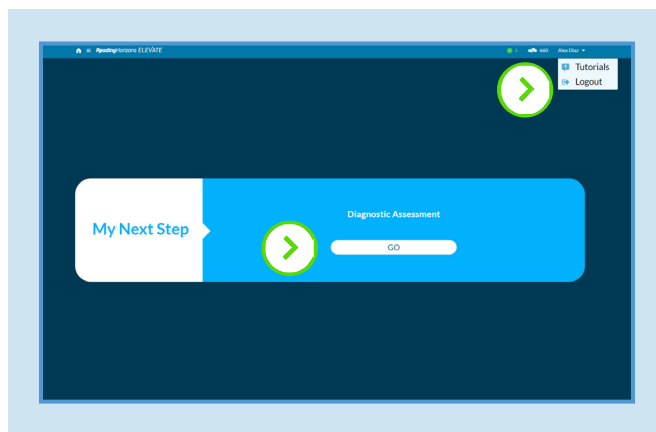 ReadingHorizons ELEVATE 660 Alex Diaz
Tutorials
Logout
Diagnostic Assessment
My Next Step
GO